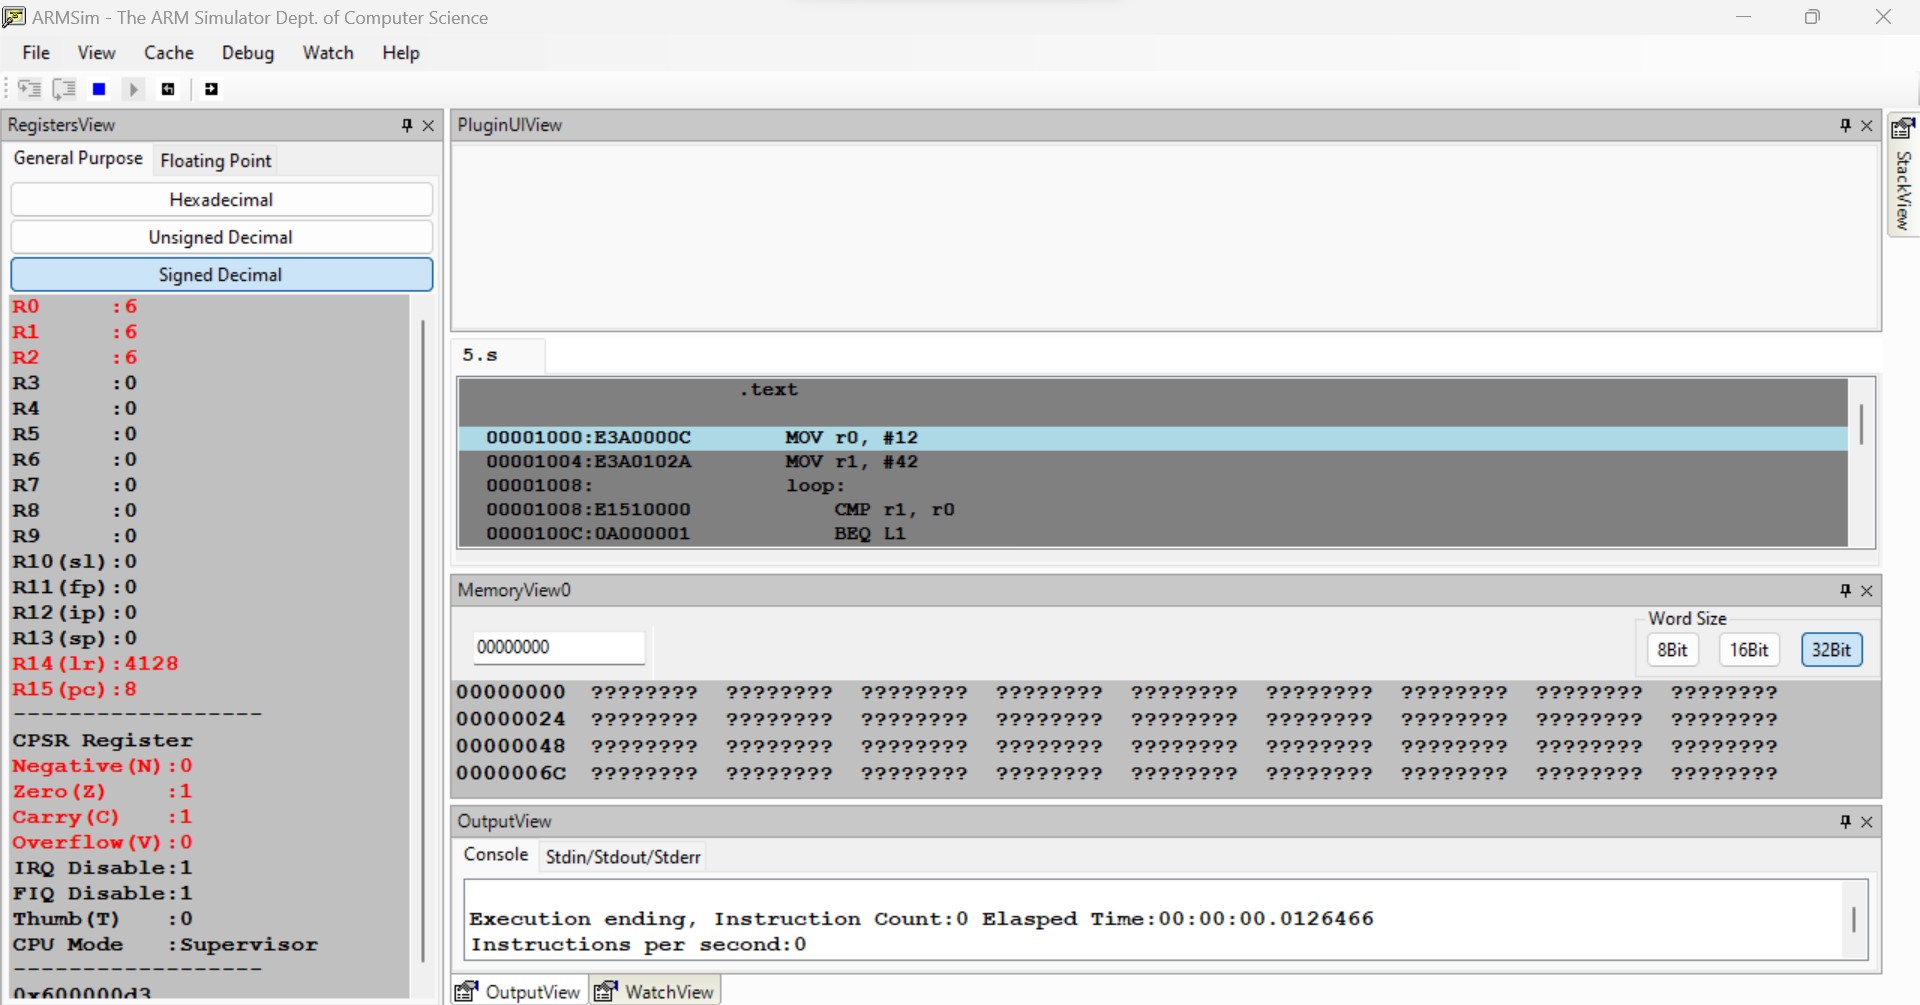 ARMSim - The ARM Simulator Dept. of Computer Science
File View Cache Debug Watch Help
RegistersView
General Purpose Floating Point
Hexadecimal
Unsigned Decimal
Signed Decimal
R0 :6
R1 :6
R2 :6
R3 :0
R4 :0
R5 :0
R6 :0
R7 :0
R8 :0
R9 :0
R10(sl):0
R11(fp):0
R12(ip):0
R13(sp):0
R14(lr):4128
R15(pc):8
-------------------
CPSR Register
Negative(N):0
Zero(Z) :1
Carry(C) :1
Overflow(V):0
IRQ Disable:1
FIQ Disable:1
Thumb(T) :0
CPU Mode :Supervisor
-------------------
0x600000d3
PluginUIView
StackView
5.s
.text
00001000:E3A0000C MOV r0, #12
00001004:E3A0102A MOV r1, #42
00001008: loop:
00001008:E1510000 CMP r1, r0
0000100C:0A000001 BEQ L1
MemoryView0
00000000
Word Size
8Bit 16Bit 32Bit
00000000 ???????? ???????? ???????? ???????? ???????? ???????? ???????? ???????? ????????
00000024 ???????? ???????? ???????? ???????? ???????? ???????? ???????? ???????? ????????
00000048 ???????? ???????? ???????? ???????? ???????? ???????? ???????? ???????? ????????
0000006C ???????? ???????? ???????? ???????? ???????? ???????? ???????? ???????? ????????
OutputView
Console Stdin/Stdout/Stderr
Execution ending, Instruction Count:0 Elasped Time:00:00:00.0126466
Instructions per second:0
OutputView WatchView